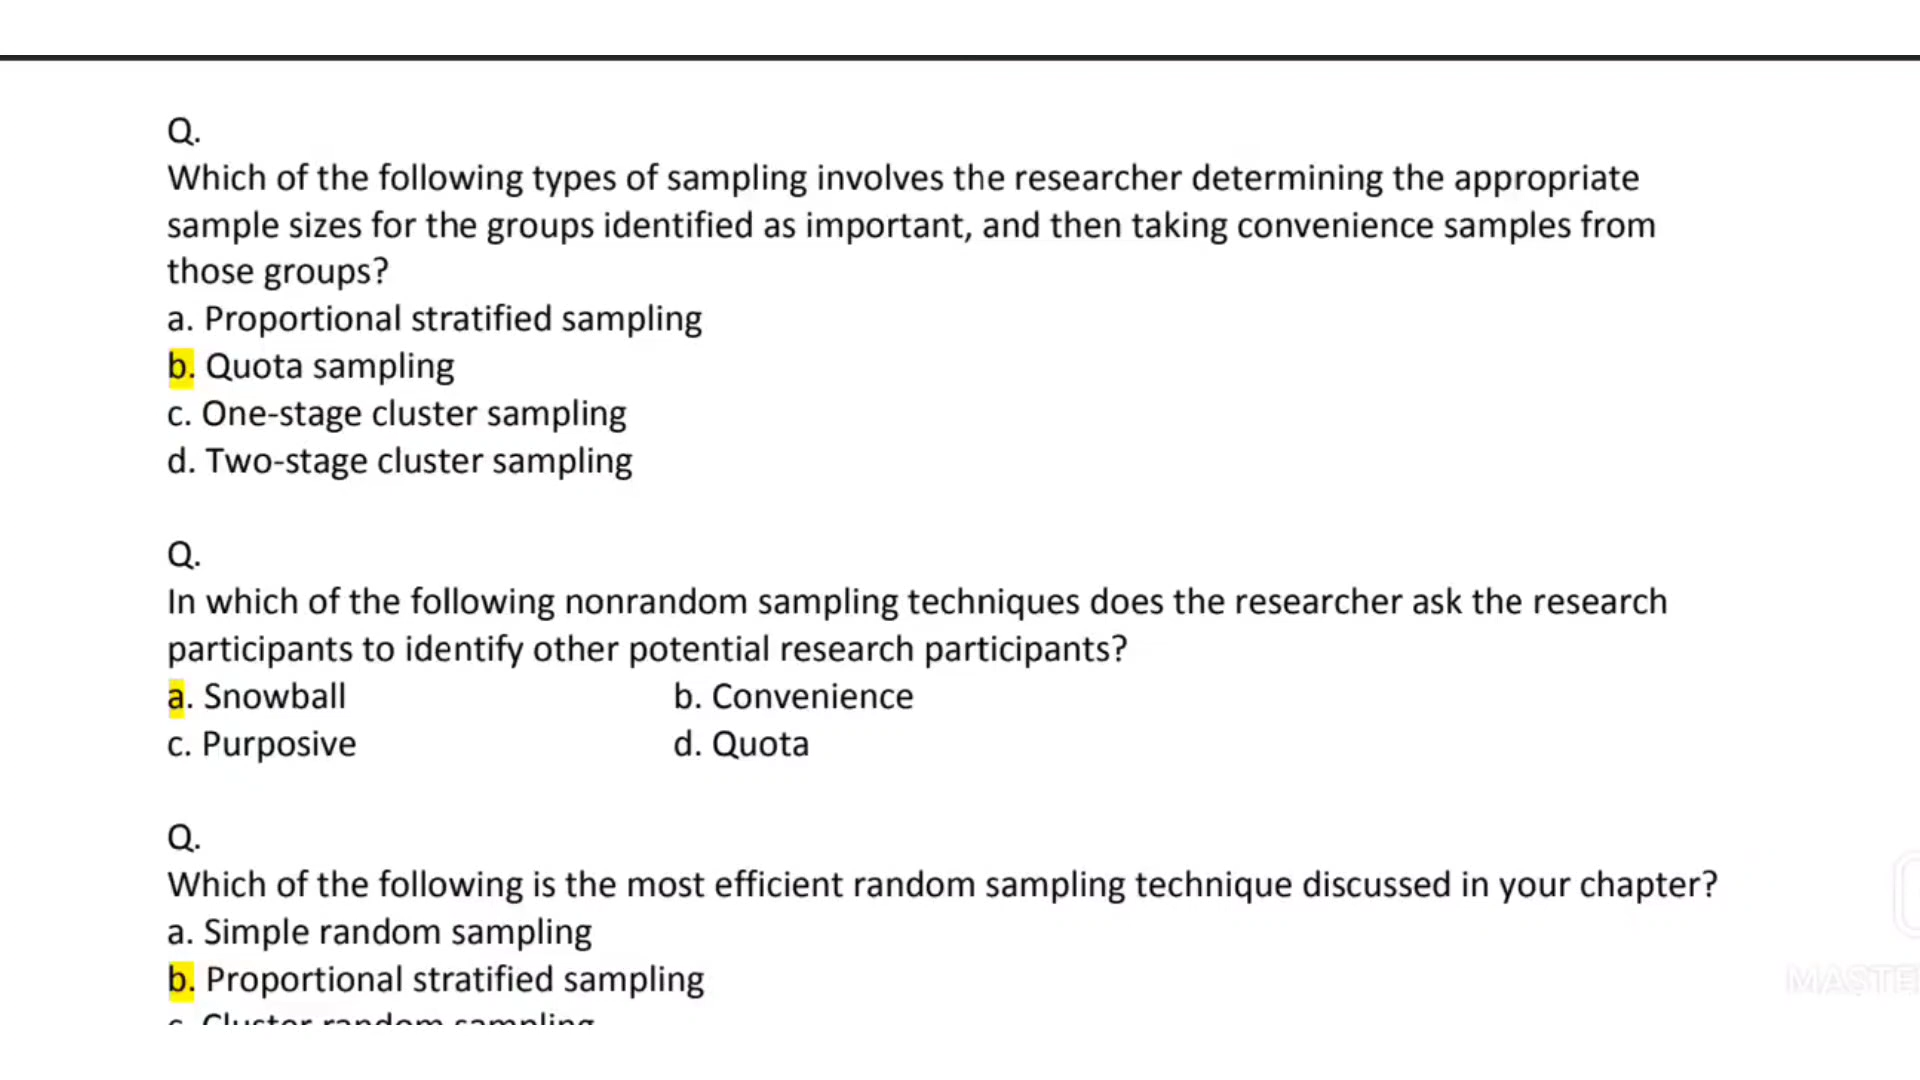 Q.
Which of the following types of sampling involves the researcher determining the appropriate
sample sizes for the groups identified as important, and then taking convenience samples from
those groups?
a. Proportional stratified sampling
b. Quota sampling
c. One-stage cluster sampling
d. Two-stage cluster sampling
Q.
In which of the following nonrandom sampling techniques does the researcher ask the research
participants to identify other potential research participants?
a. Snowball b. Convenience
c. Purposive d. Quota
Q.
Which of the following is the most efficient random sampling technique discussed in your chapter?
a. Simple random sampling
b. Proportional stratified sampling
c. Cluster random sampling